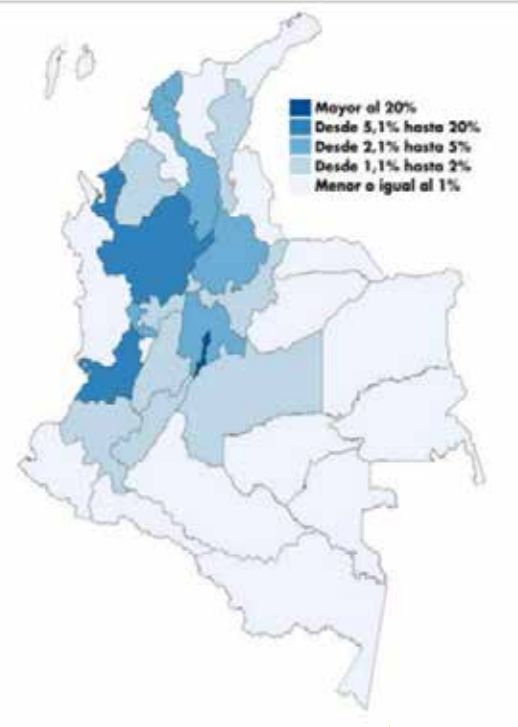 Mayor al 20%
Desde 5,1% hasta 20%
Desde 2,1% hasta 5%
Desde 1,1% hasta 2%
Menor o igual al 1%